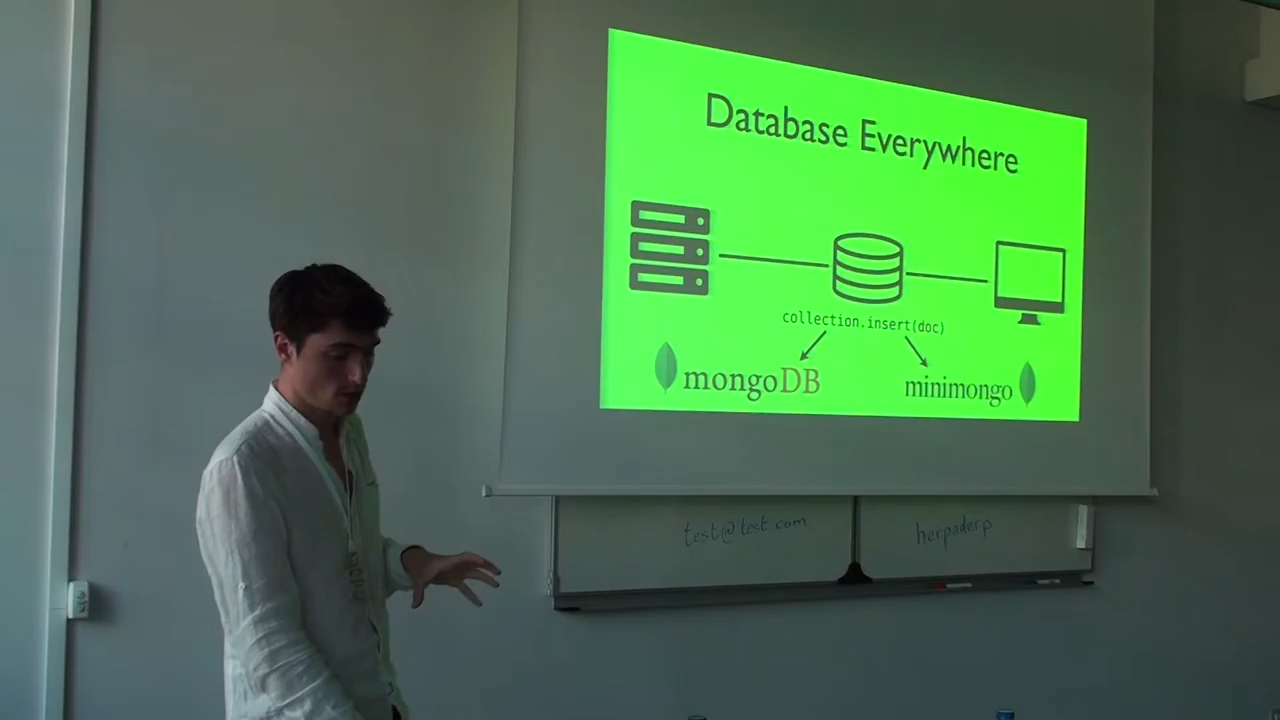 Database Everywhere
collection.insert(doc)
mongoDB
minimongo
test@test.com
herpaderp